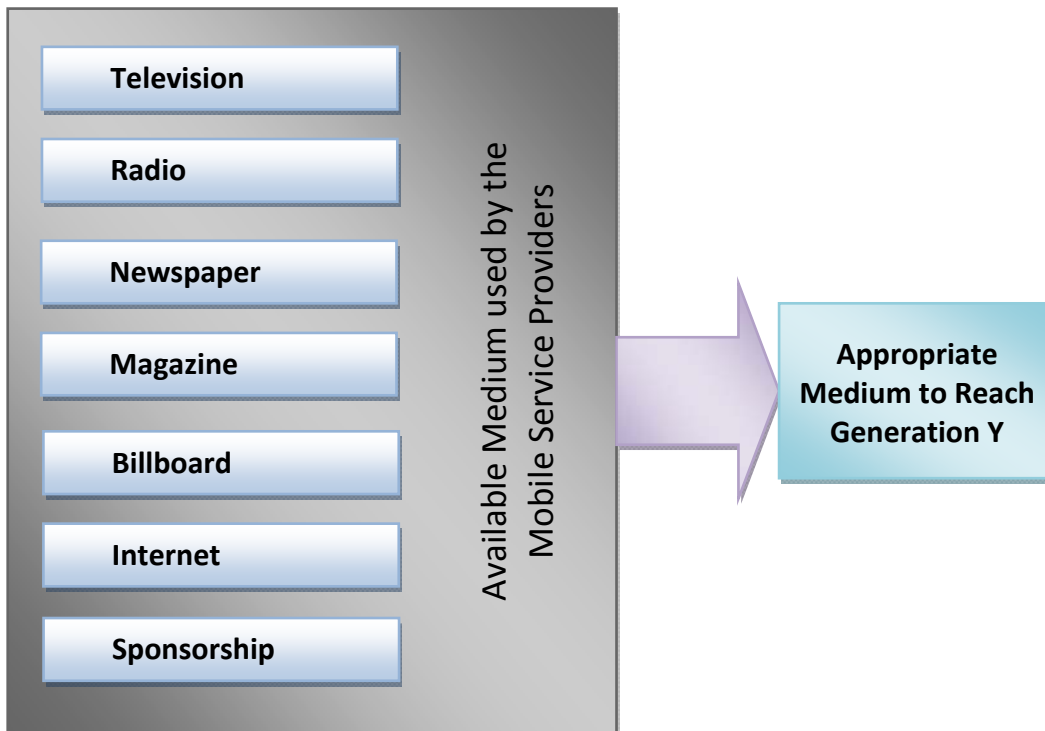 Television
Radio
Newspaper
Magazine
Billboard
Internet
Sponsorship
Available Medium used by the
Mobile Service Providers
Appropriate
Medium to Reach
Generation Y